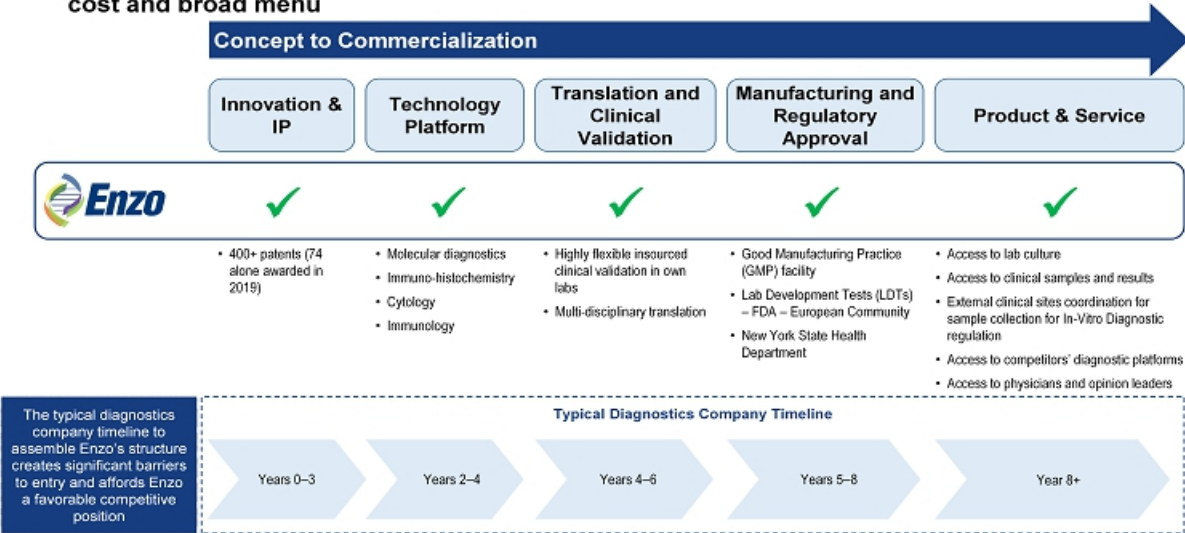 cost and broad menu
Concept to Commercialization
Innovation &
IP
Technology
Platform
Translation and
Clinical
Validation
Manufacturing and
Regulatory
Approval
Product & Service
Enzo
• 400+ patents (74
alone awarded in
2019)
• Molecular diagnostics
• Immuno-histochemistry
• Cytology
• Immunology
• Highly flexible insourced
clinical validation in own
labs
• Multi-disciplinary translation
• Good Manufacturing Practice
(GMP) facility
• Lab Development Tests (LDTs)
– FDA – European Community
• New York State Health
Department
• Access to lab culture
• Access to clinical samples and results
• External clinical sites coordination for
sample collection for In-Vitro Diagnostic
regulation
• Access to competitors' diagnostic platforms
• Access to physicians and opinion leaders
The typical diagnostics
company timeline to
assemble Enzo's structure
creates significant barriers
to entry and affords Enzo
a favorable competitive
position
Typical Diagnostics Company Timeline
Years 0–3
Years 2–4
Years 4–6
Years 5–8
Year 8+